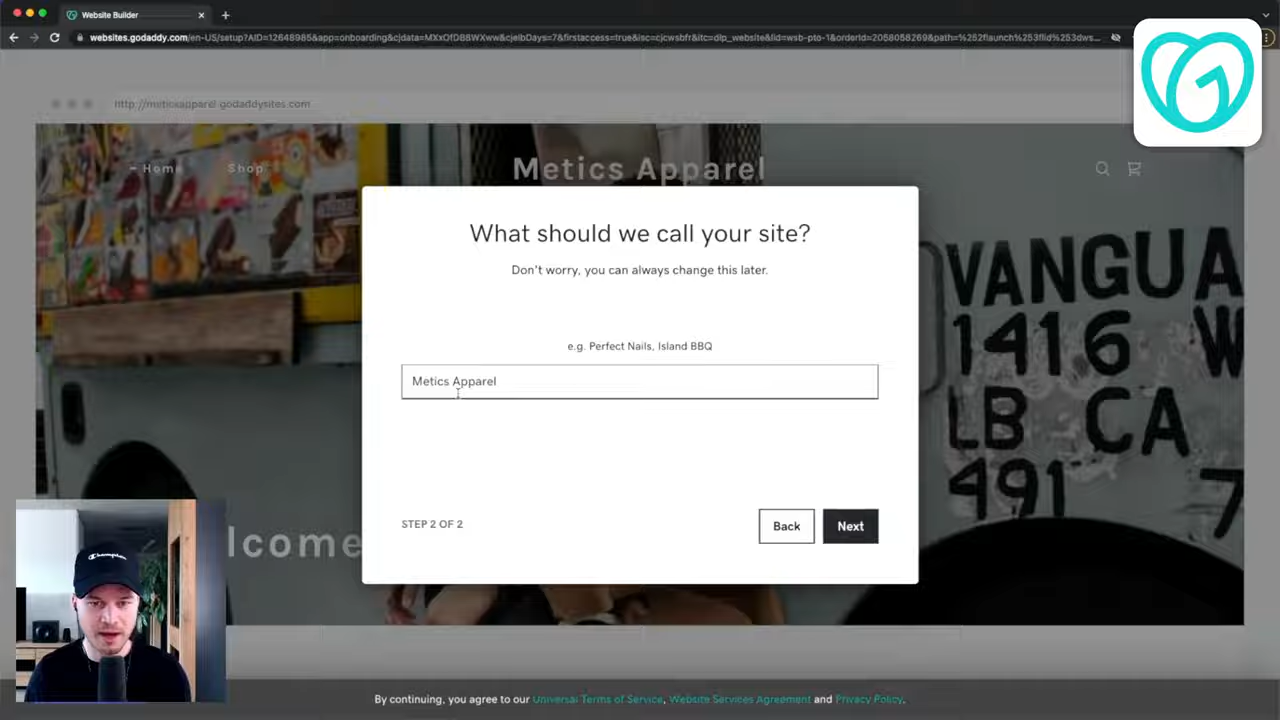 Website Builder
websites.godaddy.com/en-US/setup?AID=12648985&app=onboarding&cjdata=MXxOfDB8WXww&cjelbDays=7&firstaccess=true&isc=cjcwsbfr&itc=dlp_website&lid=wsb-pto-1&orderId=2058058269&path=%252flaunch%253flid%253dws...
http://meticsapparel.godaddysites.com
Home
Shop
Metics Apparel
What should we call your site?
Don't worry, you can always change this later.
e.g. Perfect Nails, Island BBQ
Metics Apparel
STEP 2 OF 2
Back
Next
lcome
VANGUA
1416 W
LB CA
491 7
Champion
By continuing, you agree to our Universal Terms of Service, Website Services Agreement and Privacy Policy.